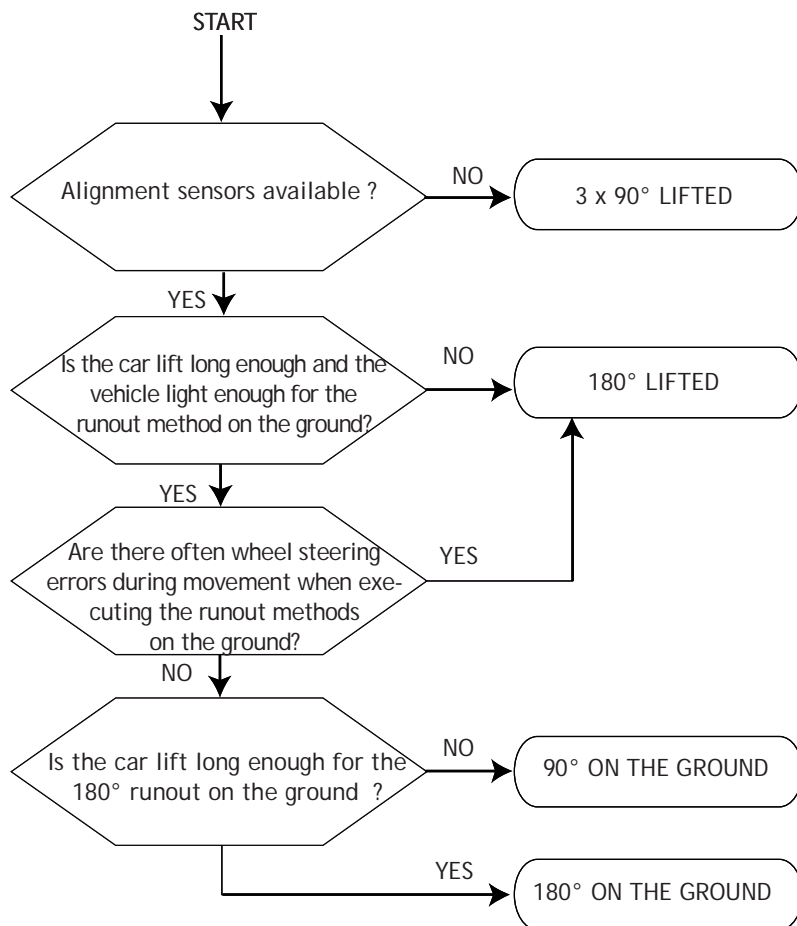 START
Alignment sensors available ?
NO
3 x 90° LIFTED
YES
Is the car lift long enough and the
vehicle light enough for the
runout method on the ground?
NO
180° LIFTED
YES
Are there often wheel steering
errors during movement when exe-
cuting the runout methods
on the ground?
YES
NO
Is the car lift long enough for the
180° runout on the ground ?
NO
90° ON THE GROUND
YES
180° ON THE GROUND